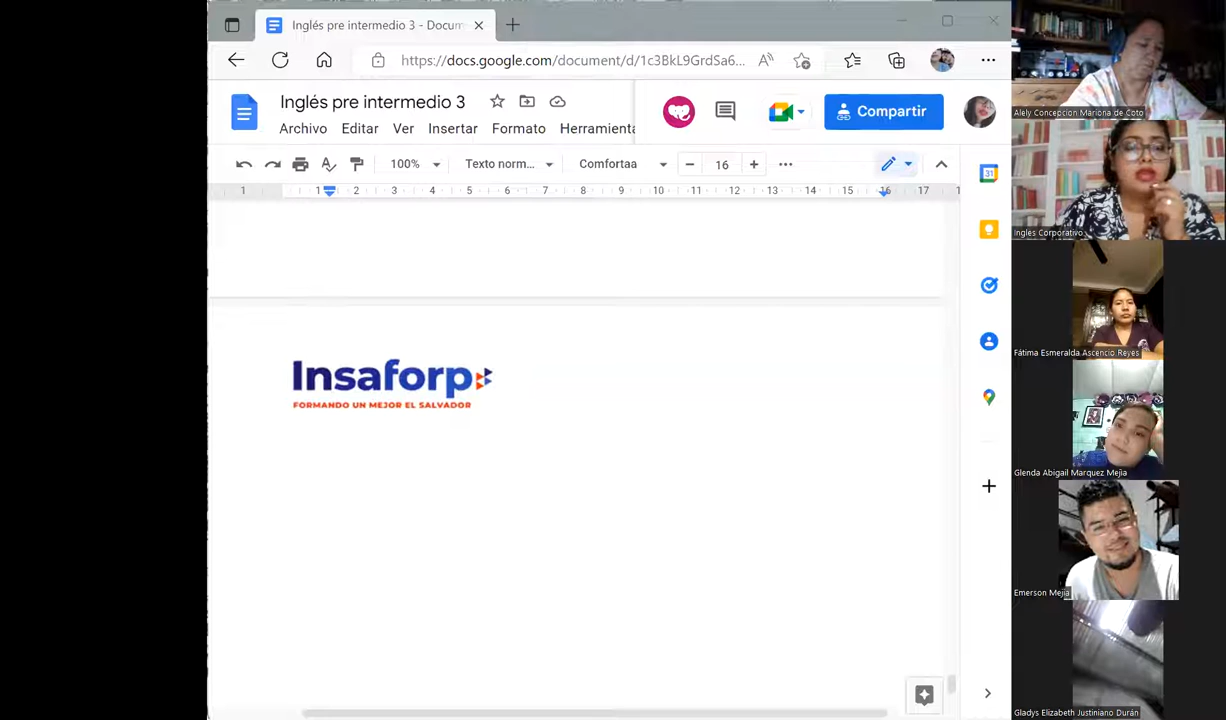 Inglés pre intermedio 3 - Docum
https://docs.google.com/document/d/1c3BkL9GrdSa6...
Inglés pre intermedio 3
Archivo Editar Ver Insertar Formato Herramienta
Compartir
100% Texto norm... Comfortaa 16
1 1 2 3 4 5 6 7 8 9 10 11 12 13 14 15 16 17 1
31
Insaforp
FORMANDO UN MEJOR EL SALVADOR
Alely Concepcion Mariona de Coto
Ingles Corporativo
Fátima Esmeralda Ascencio Reyes
Glenda Abigail Marquez Mejia
Emerson Mejia
Gladys Elizabeth Justiniano Durán